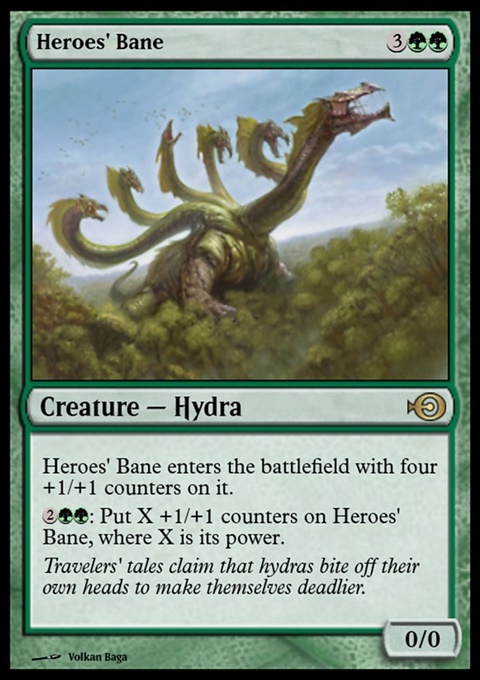 Heroes' Bane 3
Creature — Hydra
Heroes' Bane enters the battlefield with four
+1/+1 counters on it.
2: Put X +1/+1 counters on Heroes'
Bane, where X is its power.
Travelers' tales claim that hydras bite off their
own heads to make themselves deadlier.
0/0
Volkan Baga